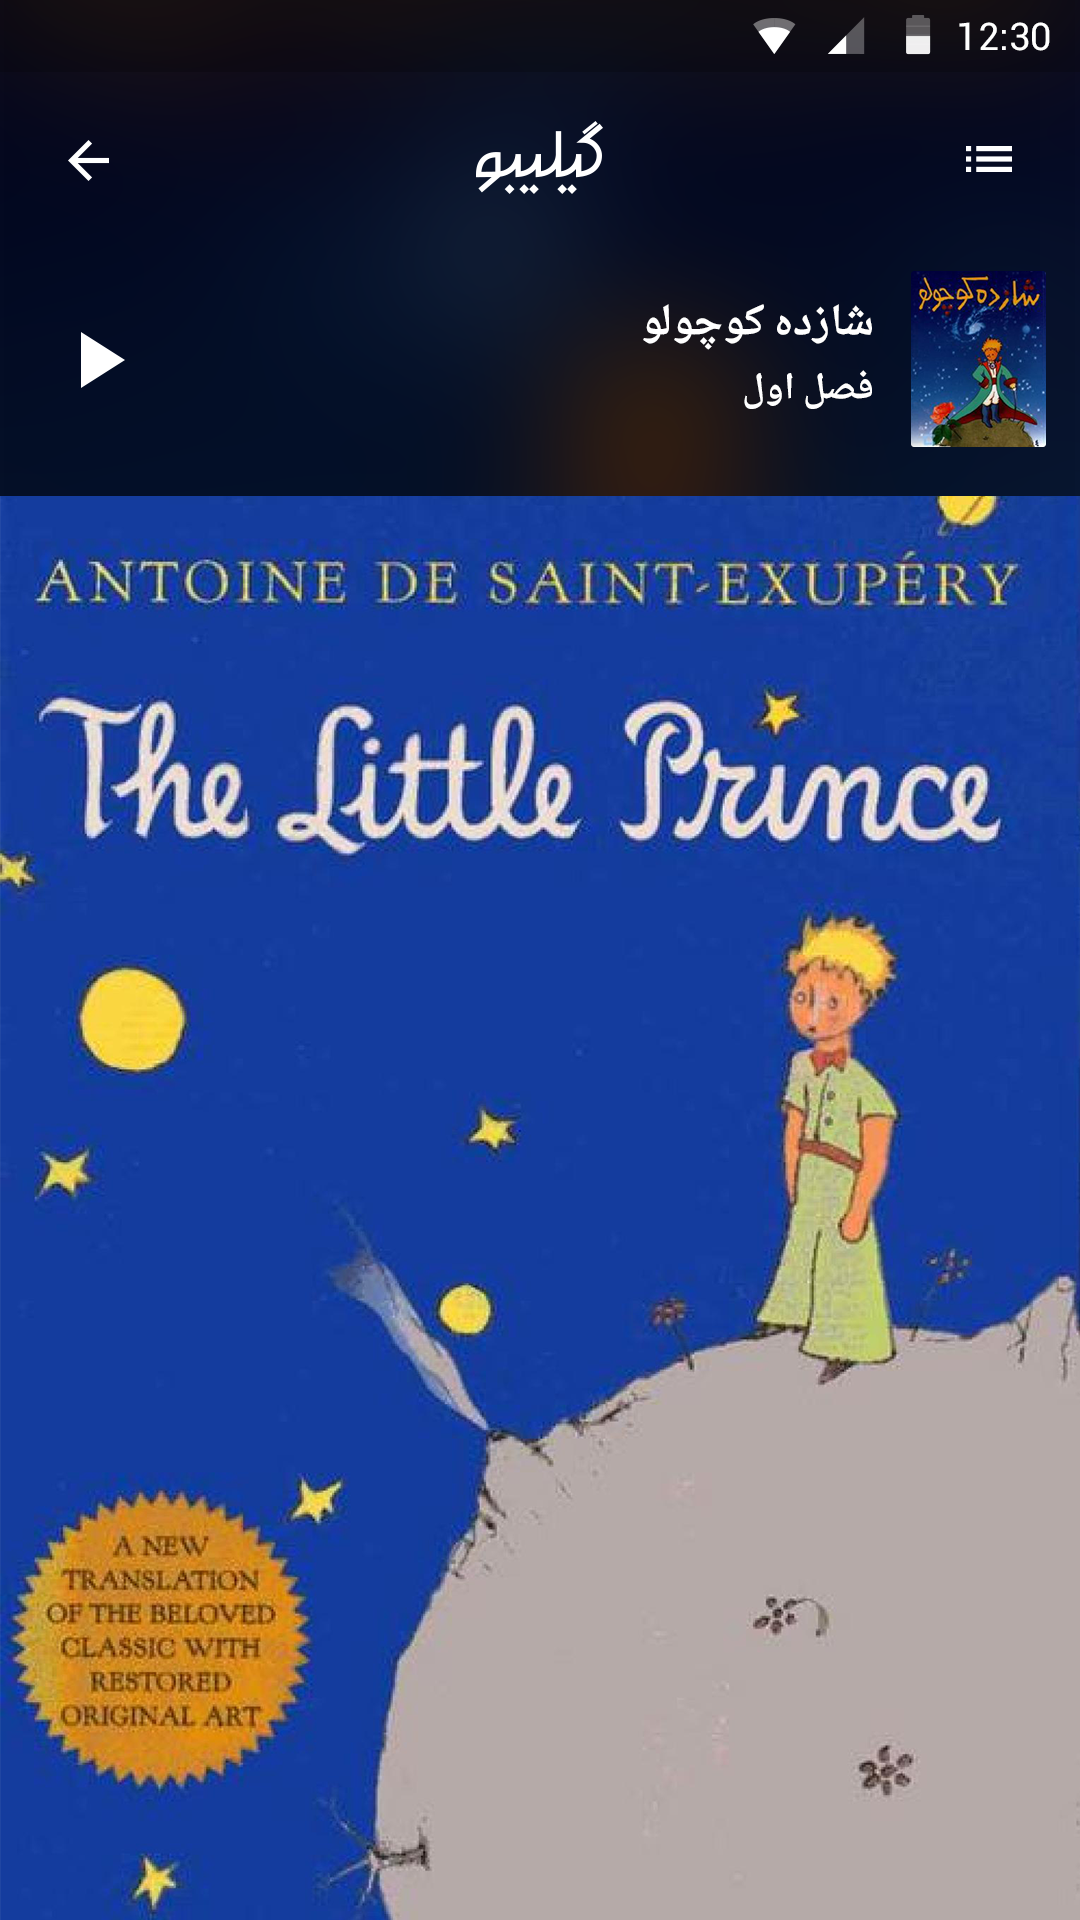 12:30
گیلیبو
شازده کوچولو
شازده کوچولو
فصل اول
ANTOINE DE SAINT-EXUPÉRY
The Little Prince
A NEW
TRANSLATION
OF THE BELOVED
CLASSIC WITH
RESTORED
ORIGINAL ART